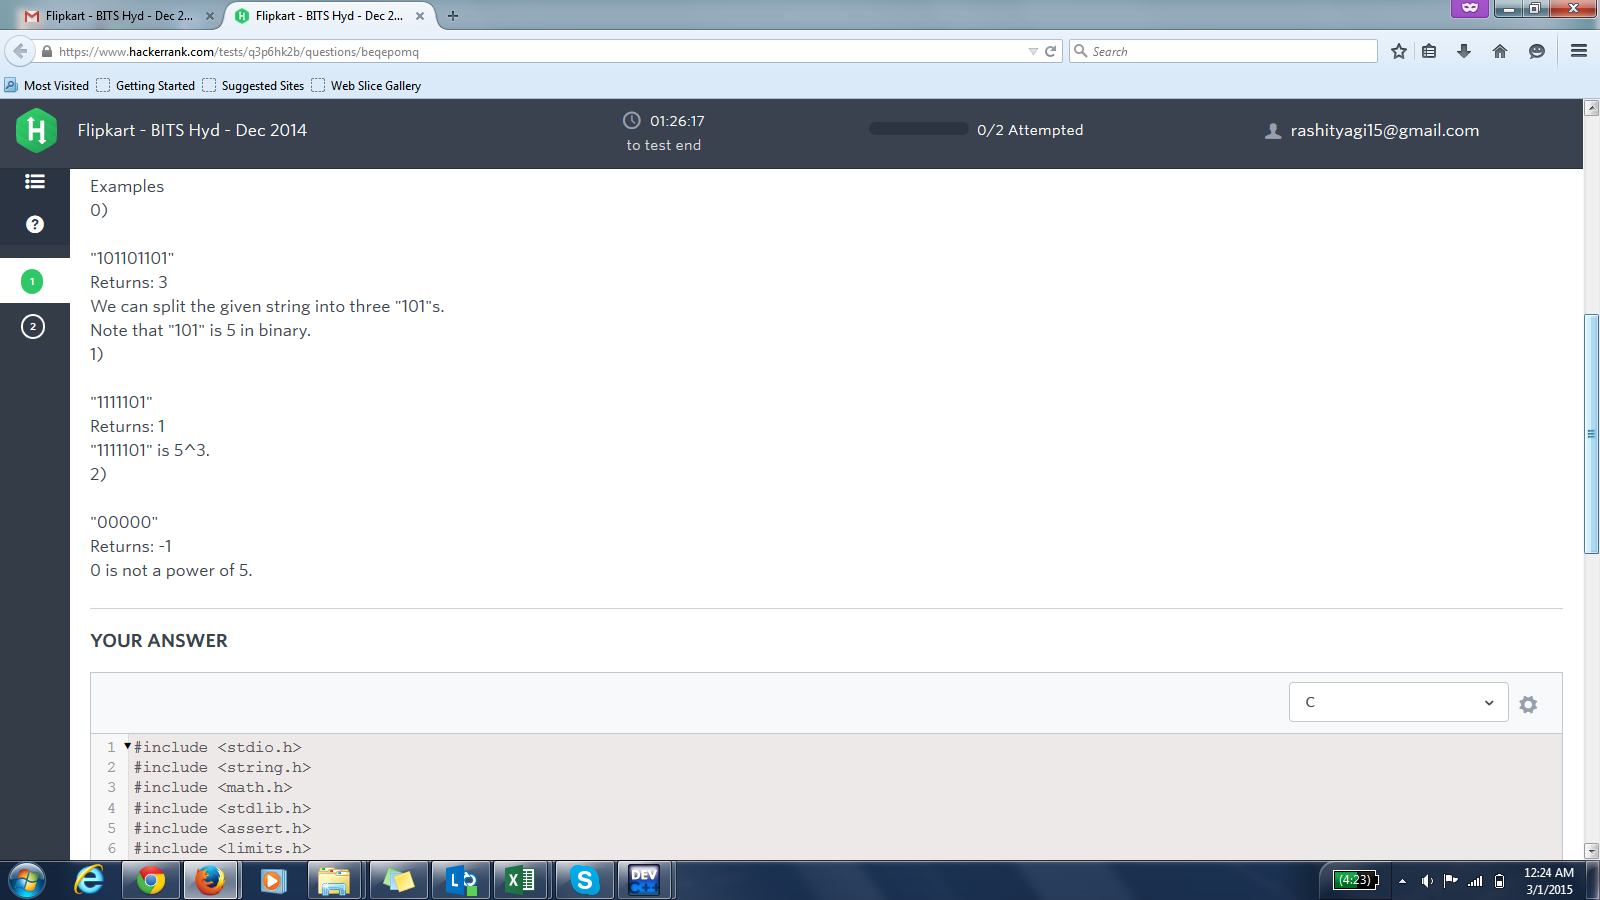 Flipkart - BITS Hyd - Dec 2...
Flipkart - BITS Hyd - Dec 2...
https://www.hackerrank.com/tests/q3p6hk2b/questions/beqepomq
Search
Most Visited
Getting Started
Suggested Sites
Web Slice Gallery
H
Flipkart - BITS Hyd - Dec 2014
01:26:17
to test end
0/2 Attempted
rashityagi15@gmail.com
?
1
2
Examples
0)
"101101101"
Returns: 3
We can split the given string into three "101"s.
Note that "101" is 5 in binary.
1)
"1111101"
Returns: 1
"1111101" is 5^3.
2)
"00000"
Returns: -1
0 is not a power of 5.
YOUR ANSWER
C
1 #include <stdio.h>
2 #include <string.h>
3 #include <math.h>
4 #include <stdlib.h>
5 #include <assert.h>
6 #include <limits.h>
DEV
C++
(4:23)
12:24 AM
3/1/2015